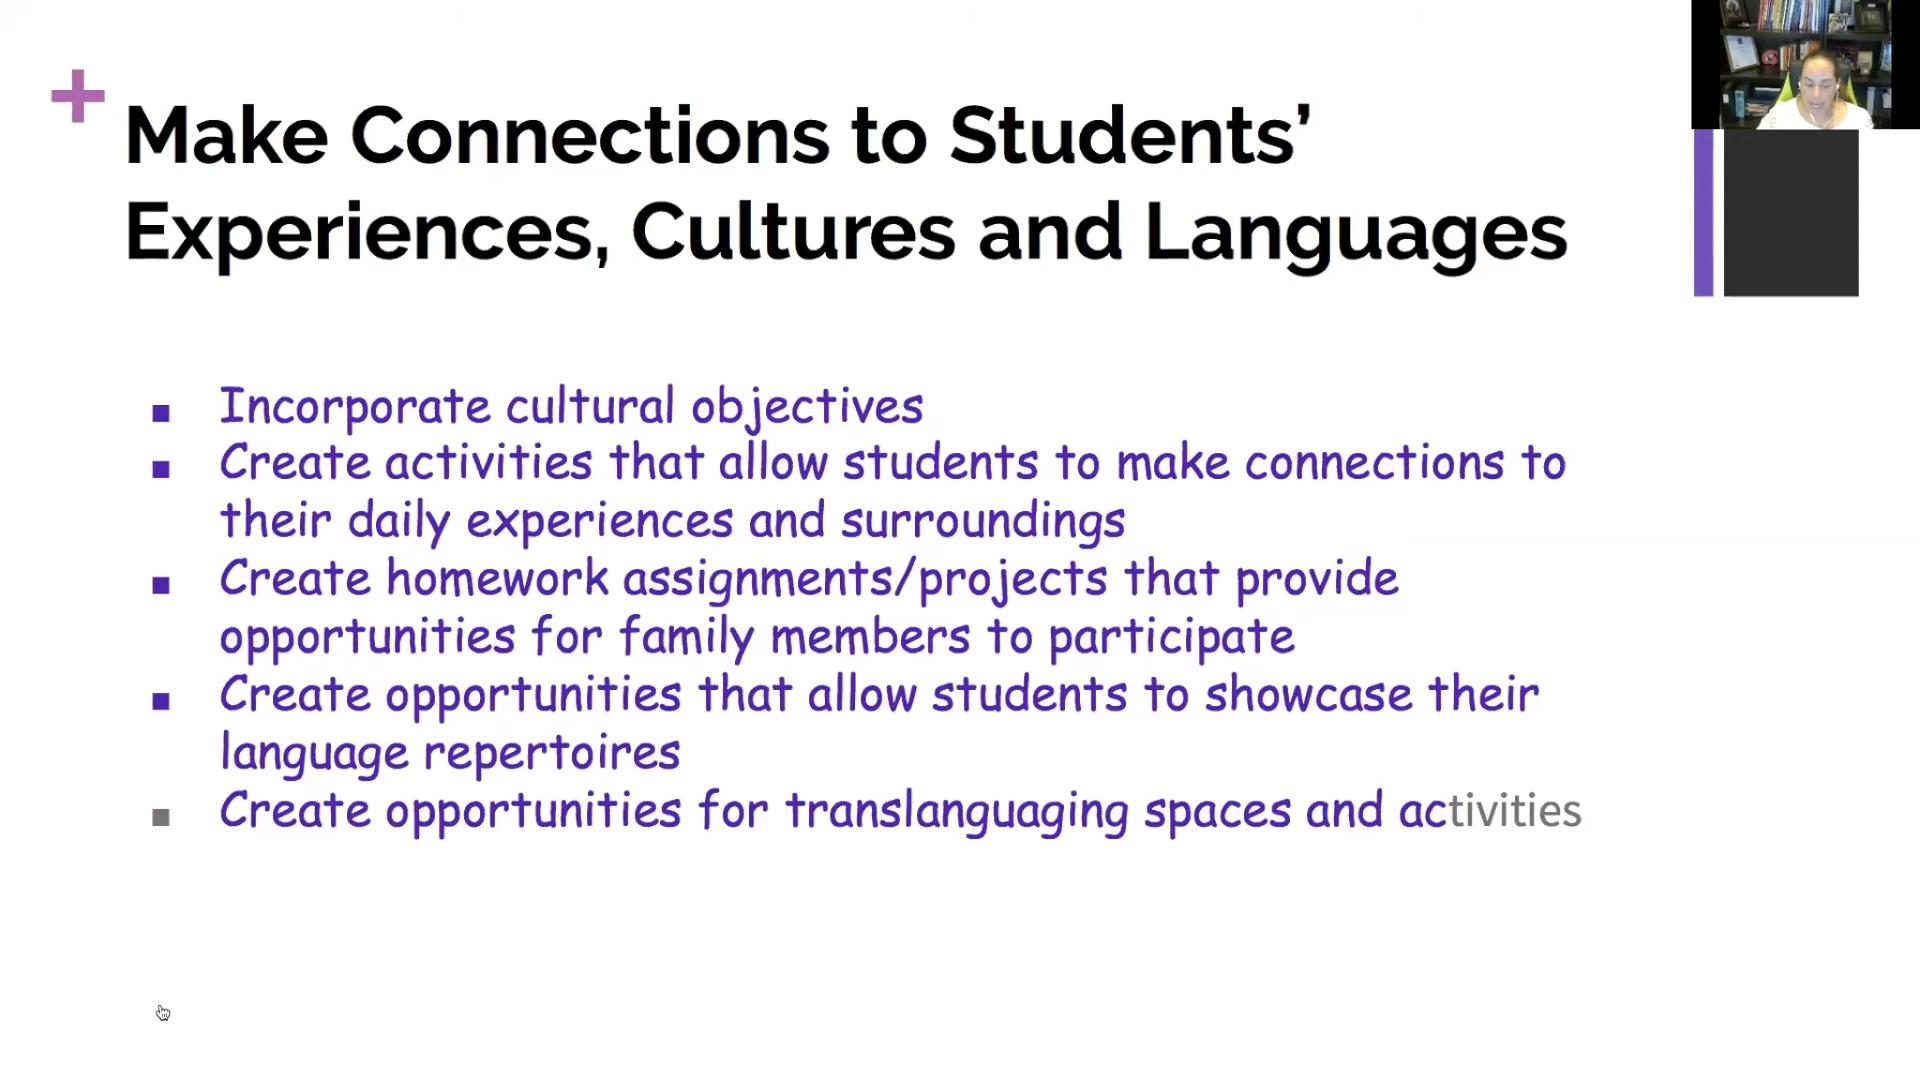 Make Connections to Students’
Experiences, Cultures and Languages
Incorporate cultural objectives
Create activities that allow students to make connections to
their daily experiences and surroundings
Create homework assignments/projects that provide
opportunities for family members to participate
Create opportunities that allow students to showcase their
language repertoires
Create opportunities for translanguaging spaces and activities